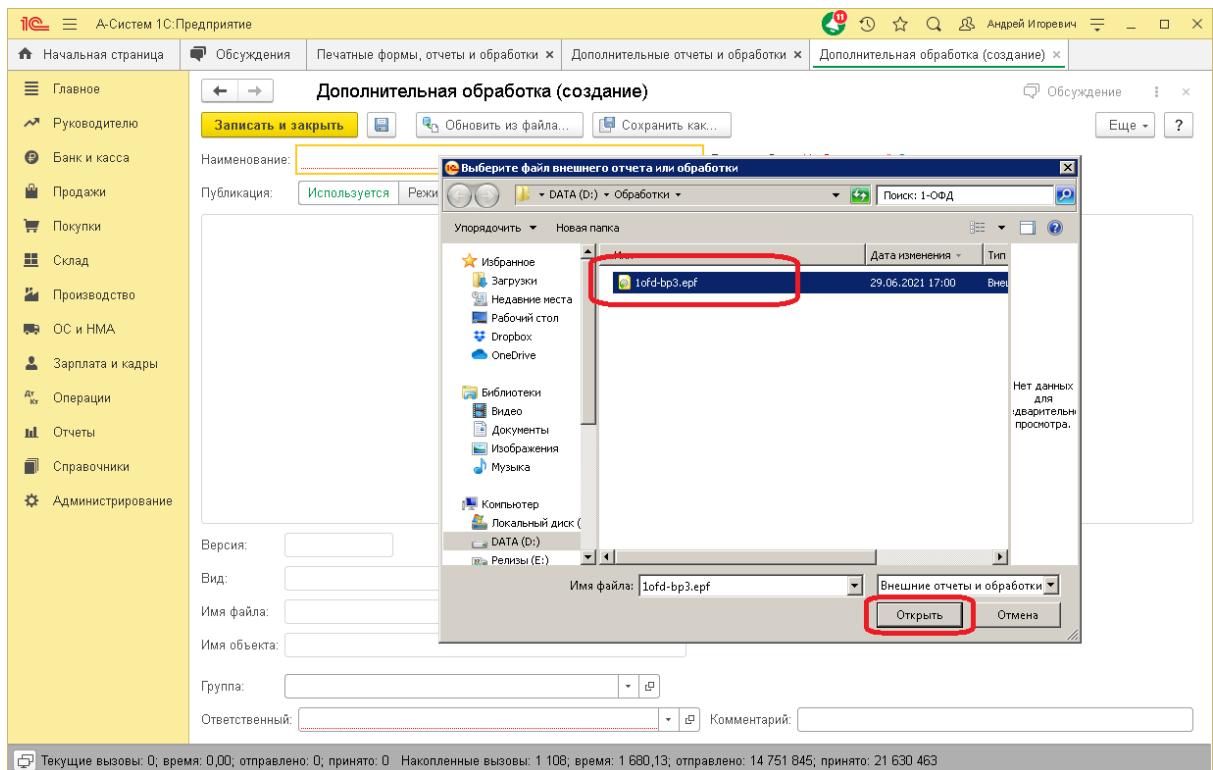 1С А-Систем 1С:Предприятие Андрей Игоревич
Начальная страница Обсуждения Печатные формы, отчеты и обработки × Дополнительные отчеты и обработки × Дополнительная обработка (создание) ×
Главное
Руководителю
Банк и касса
Продажи
Покупки
Склад
Производство
ОС и НМА
Зарплата и кадры
Операции
Отчеты
Справочники
Администрирование
Дополнительная обработка (создание) Обсуждение
Записать и закрыть Обновить из файла... Сохранить как... Еще ?
Наименование:
Публикация: Используется Режи
Выберите файл внешнего отчета или обработки
DATA (D:) Обработки Поиск: 1-ОФД
Упорядочить Новая папка
Дата изменения Тип
1ofd-bp3.epf 29.06.2021 17:00 Внеш
Избранное
Загрузки
Недавние места
Рабочий стол
Dropbox
OneDrive
Библиотеки
Видео
Документы
Изображения
Музыка
Компьютер
Локальный диск (
DATA (D:)
Релизы (E:)
Нет данных
для
едварительн
просмотра.
Имя файла: 1ofd-bp3.epf Внешние отчеты и обработки
Открыть Отмена
Версия:
Вид:
Имя файла:
Имя объекта:
Группа:
Ответственный: Комментарий:
Текущие вызовы: 0; время: 0,00; отправлено: 0; принято: 0 Накопленные вызовы: 1 108; время: 1 680,13; отправлено: 14 751 845; принято: 21 630 463